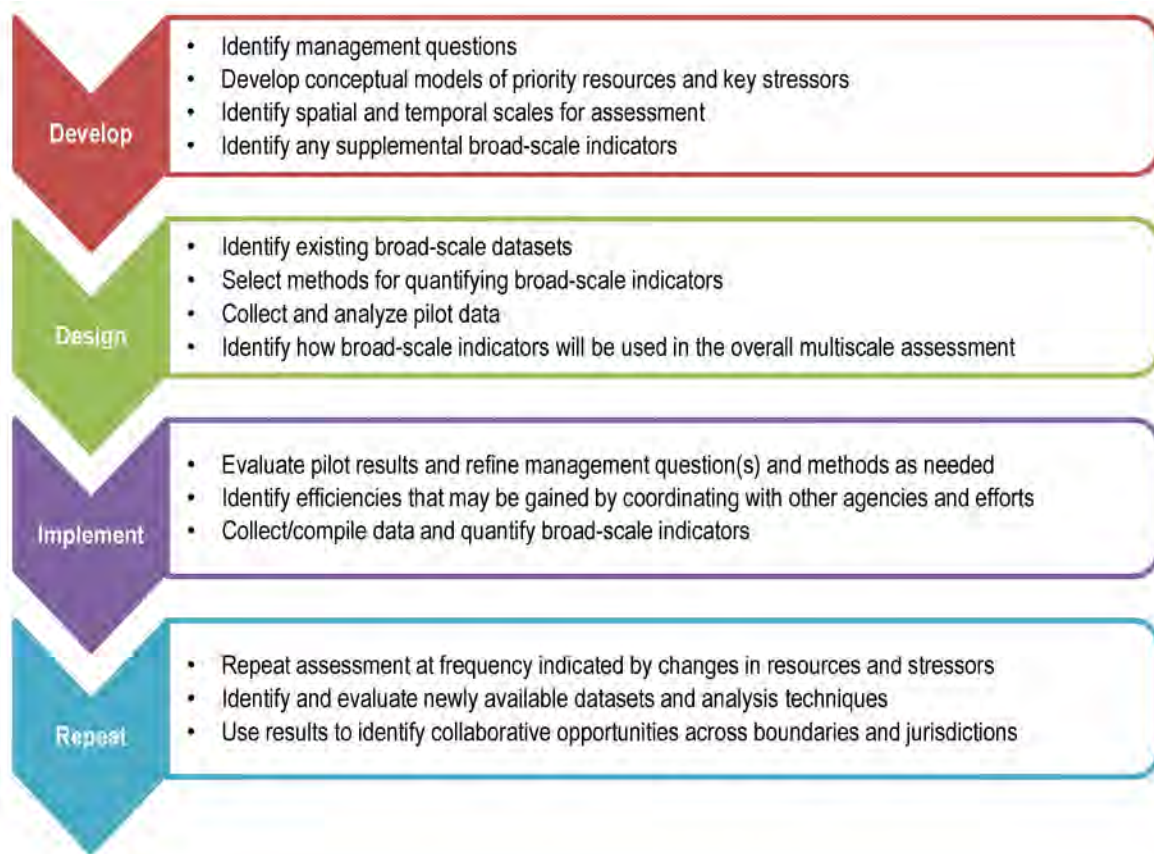 Develop
• Identify management questions
• Develop conceptual models of priority resources and key stressors
• Identify spatial and temporal scales for assessment
• Identify any supplemental broad-scale indicators
Design
• Identify existing broad-scale datasets
• Select methods for quantifying broad-scale indicators
• Collect and analyze pilot data
• Identify how broad-scale indicators will be used in the overall multiscale assessment
Implement
• Evaluate pilot results and refine management question(s) and methods as needed
• Identify efficiencies that may be gained by coordinating with other agencies and efforts
• Collect/compile data and quantify broad-scale indicators
Repeat
• Repeat assessment at frequency indicated by changes in resources and stressors
• Identify and evaluate newly available datasets and analysis techniques
• Use results to identify collaborative opportunities across boundaries and jurisdictions